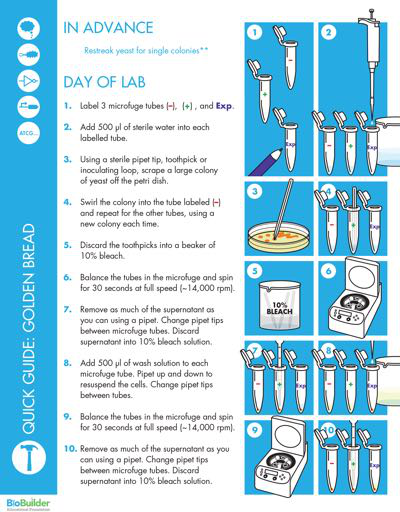 IN ADVANCE
Restreak yeast for single colonies**
DAY OF LAB
1. Label 3 microfuge tubes (–), (+) , and Exp.
2. Add 500 µl of sterile water into each
labelled tube.
3. Using a sterile pipet tip, toothpick or
inoculating loop, scrape a large colony
of yeast off the petri dish.
4. Swirl the colony into the tube labeled (–)
and repeat for the other tubes, using a
new colony each time.
5. Discard the toothpicks into a beaker of
10% bleach.
6. Balance the tubes in the microfuge and spin
for 30 seconds at full speed (~14,000 rpm).
7. Remove as much of the supernatant as
you can using a pipet. Change pipet tips
between microfuge tubes. Discard
supernatant into 10% bleach solution.
8. Add 500 µl of wash solution to each
microfuge tube. Pipet up and down to
resuspend the cells. Change pipet tips
between tubes.
9. Balance the tubes in the microfuge and spin
for 30 seconds at full speed (~14,000 rpm).
10. Remove as much of the supernatant as you
can using a pipet. Change pipet tips
between microfuge tubes. Discard
supernatant into 10% bleach solution.
ATCG...
QUICK GUIDE: GOLDEN BREAD
BioBuilder
Educational Foundation
1
–
+
Exp
2
–
+
Exp
3
4
–
+
Exp
5
10%
BLEACH
6
7
–
+
Exp
8
–
+
Exp
9
10
–
+
Exp